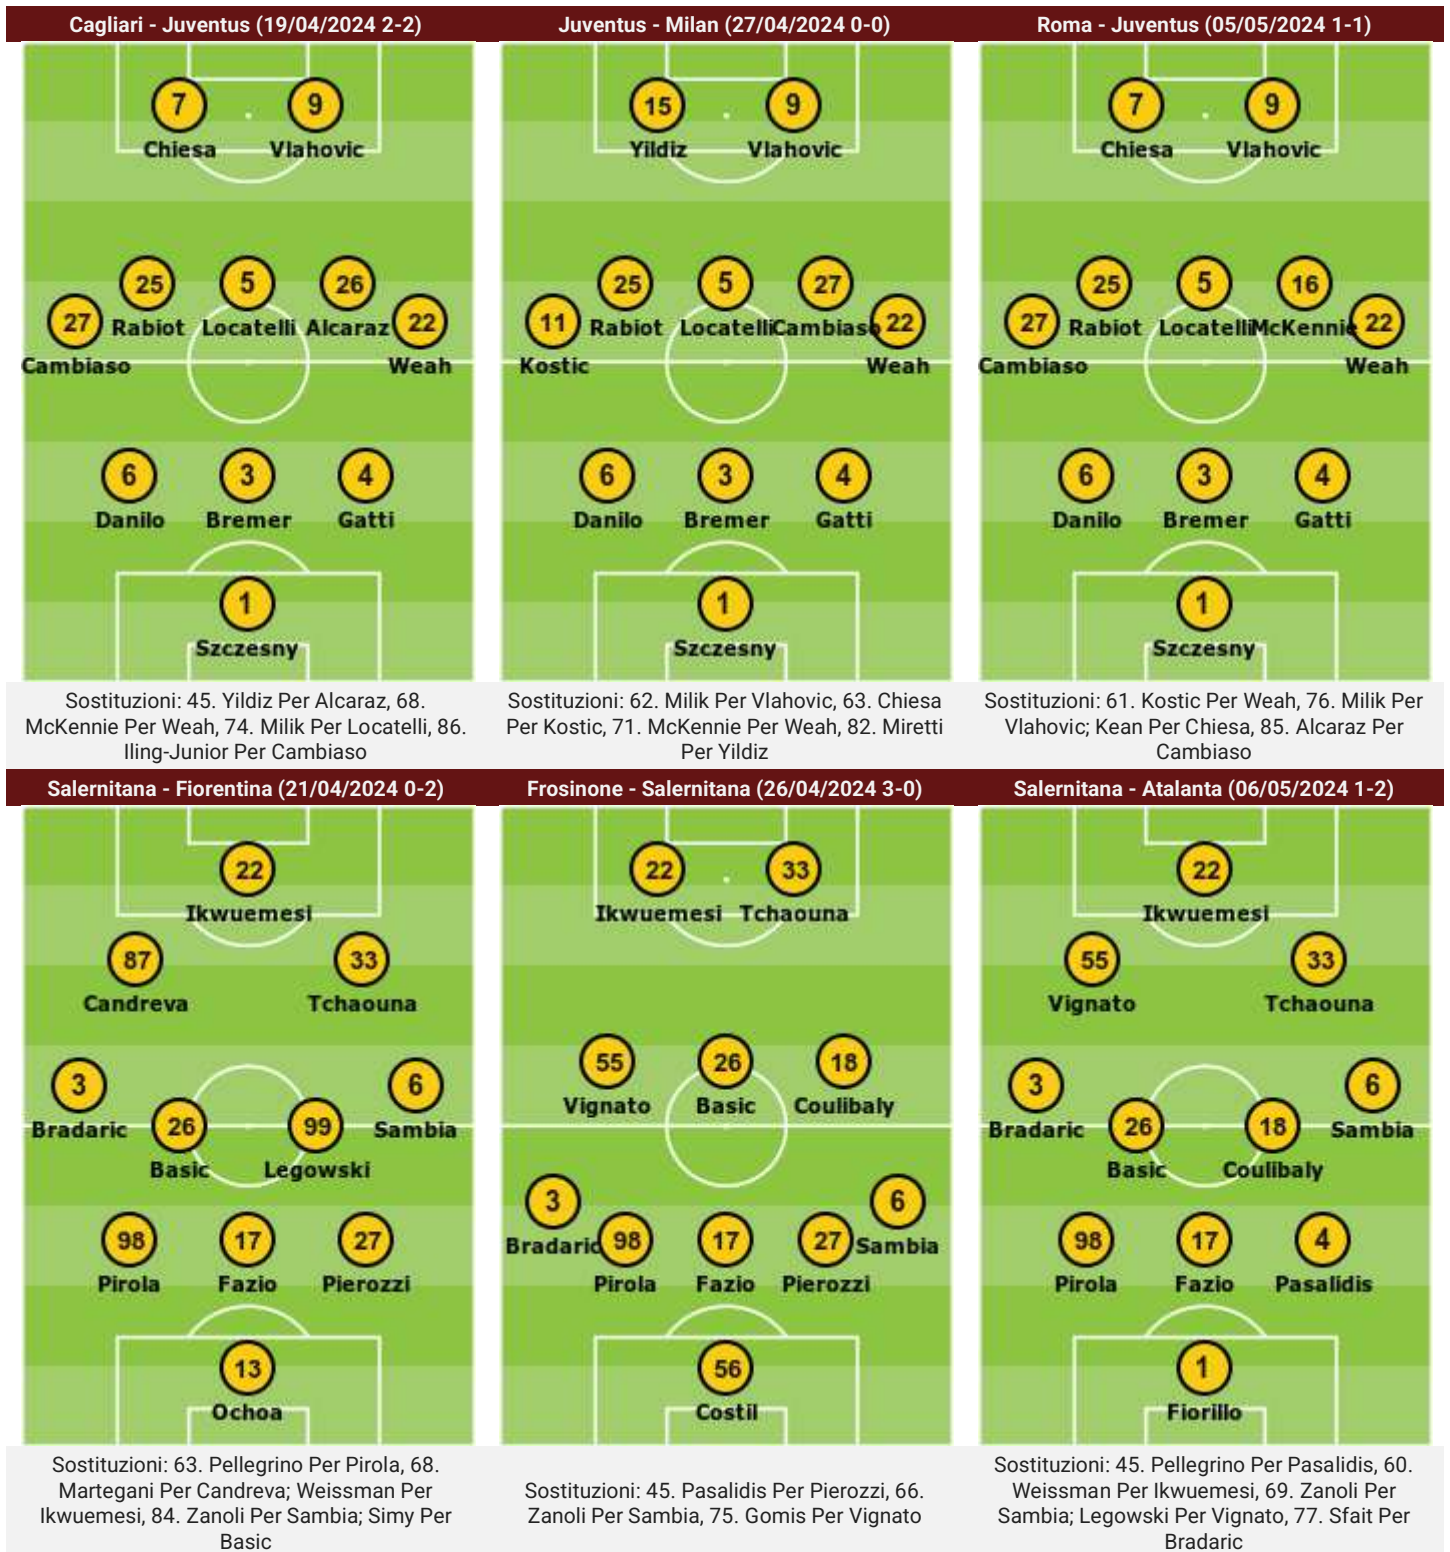 Cagliari - Juventus (19/04/2024 2-2)
7
9
Chiesa
Vlahovic
25
5
26
27
Rabiot
Locatelli
Alcaraz
22
Cambiaso
Weah
6
3
4
Danilo
Bremer
Gatti
1
Szczesny
Sostituzioni: 45. Yildiz Per Alcaraz, 68.
McKennie Per Weah, 74. Milik Per Locatelli, 86.
Iling-Junior Per Cambiaso
Juventus - Milan (27/04/2024 0-0)
15
9
Yildiz
Vlahovic
25
5
27
11
Rabiot
Locatelli
Cambiaso
22
Kostic
Weah
6
3
4
Danilo
Bremer
Gatti
1
Szczesny
Sostituzioni: 62. Milik Per Vlahovic, 63. Chiesa
Per Kostic, 71. McKennie Per Weah, 82. Miretti
Per Yildiz
Roma - Juventus (05/05/2024 1-1)
7
9
Chiesa
Vlahovic
25
5
16
27
Rabiot
Locatelli
McKennie
22
Cambiaso
Weah
6
3
4
Danilo
Bremer
Gatti
1
Szczesny
Sostituzioni: 61. Kostic Per Weah, 76. Milik Per
Vlahovic; Kean Per Chiesa, 85. Alcaraz Per
Cambiaso
Salernitana - Fiorentina (21/04/2024 0-2)
22
Ikwuemesi
87
33
Candreva
Tchaouna
3
6
Bradaric
26
99
Sambia
Basic
Legowski
98
17
27
Pirola
Fazio
Pierozzi
13
Ochoa
Sostituzioni: 63. Pellegrino Per Pirola, 68.
Martegani Per Candreva; Weissman Per
Ikwuemesi, 84. Zanoli Per Sambia; Simy Per
Basic
Frosinone - Salernitana (26/04/2024 3-0)
22
33
Ikwuemesi
Tchaouna
55
26
18
Vignato
Basic
Coulibaly
3
6
Bradaric
98
17
27
Sambia
Pirola
Fazio
Pierozzi
56
Costil
Sostituzioni: 45. Pasalidis Per Pierozzi, 66.
Zanoli Per Sambia, 75. Gomis Per Vignato
Salernitana - Atalanta (06/05/2024 1-2)
22
Ikwuemesi
55
33
Vignato
Tchaouna
3
6
Bradaric
26
18
Sambia
Basic
Coulibaly
98
17
4
Pirola
Fazio
Pasalidis
1
Fiorillo
Sostituzioni: 45. Pellegrino Per Pasalidis, 60.
Weissman Per Ikwuemesi, 69. Zanoli Per
Sambia; Legowski Per Vignato, 77. Sfait Per
Bradaric